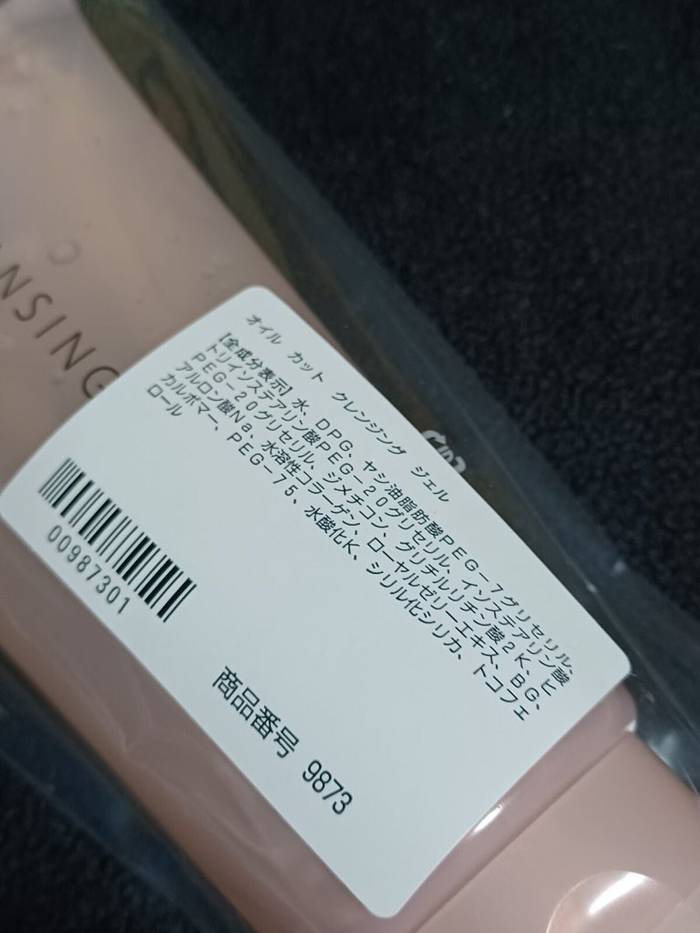 NSING
オイル カット クレンジング ジェル
【全成分表示】水、DPG、ヤシ油脂肪酸PEG-7グリセリル、
トリイソステアリン酸PEG-20グリセリル、イソステアリン酸
PEG-20グリセリル、ジメチコン、グリチルリチン酸2K、ヒ
アルロン酸Na、水溶性コラーゲン、ローヤルゼリーエキス、BG、
カルボマー、PEG-75、水酸化K、シリル化シリカ、トコフェ
ロール
00987301
商品番号 9873